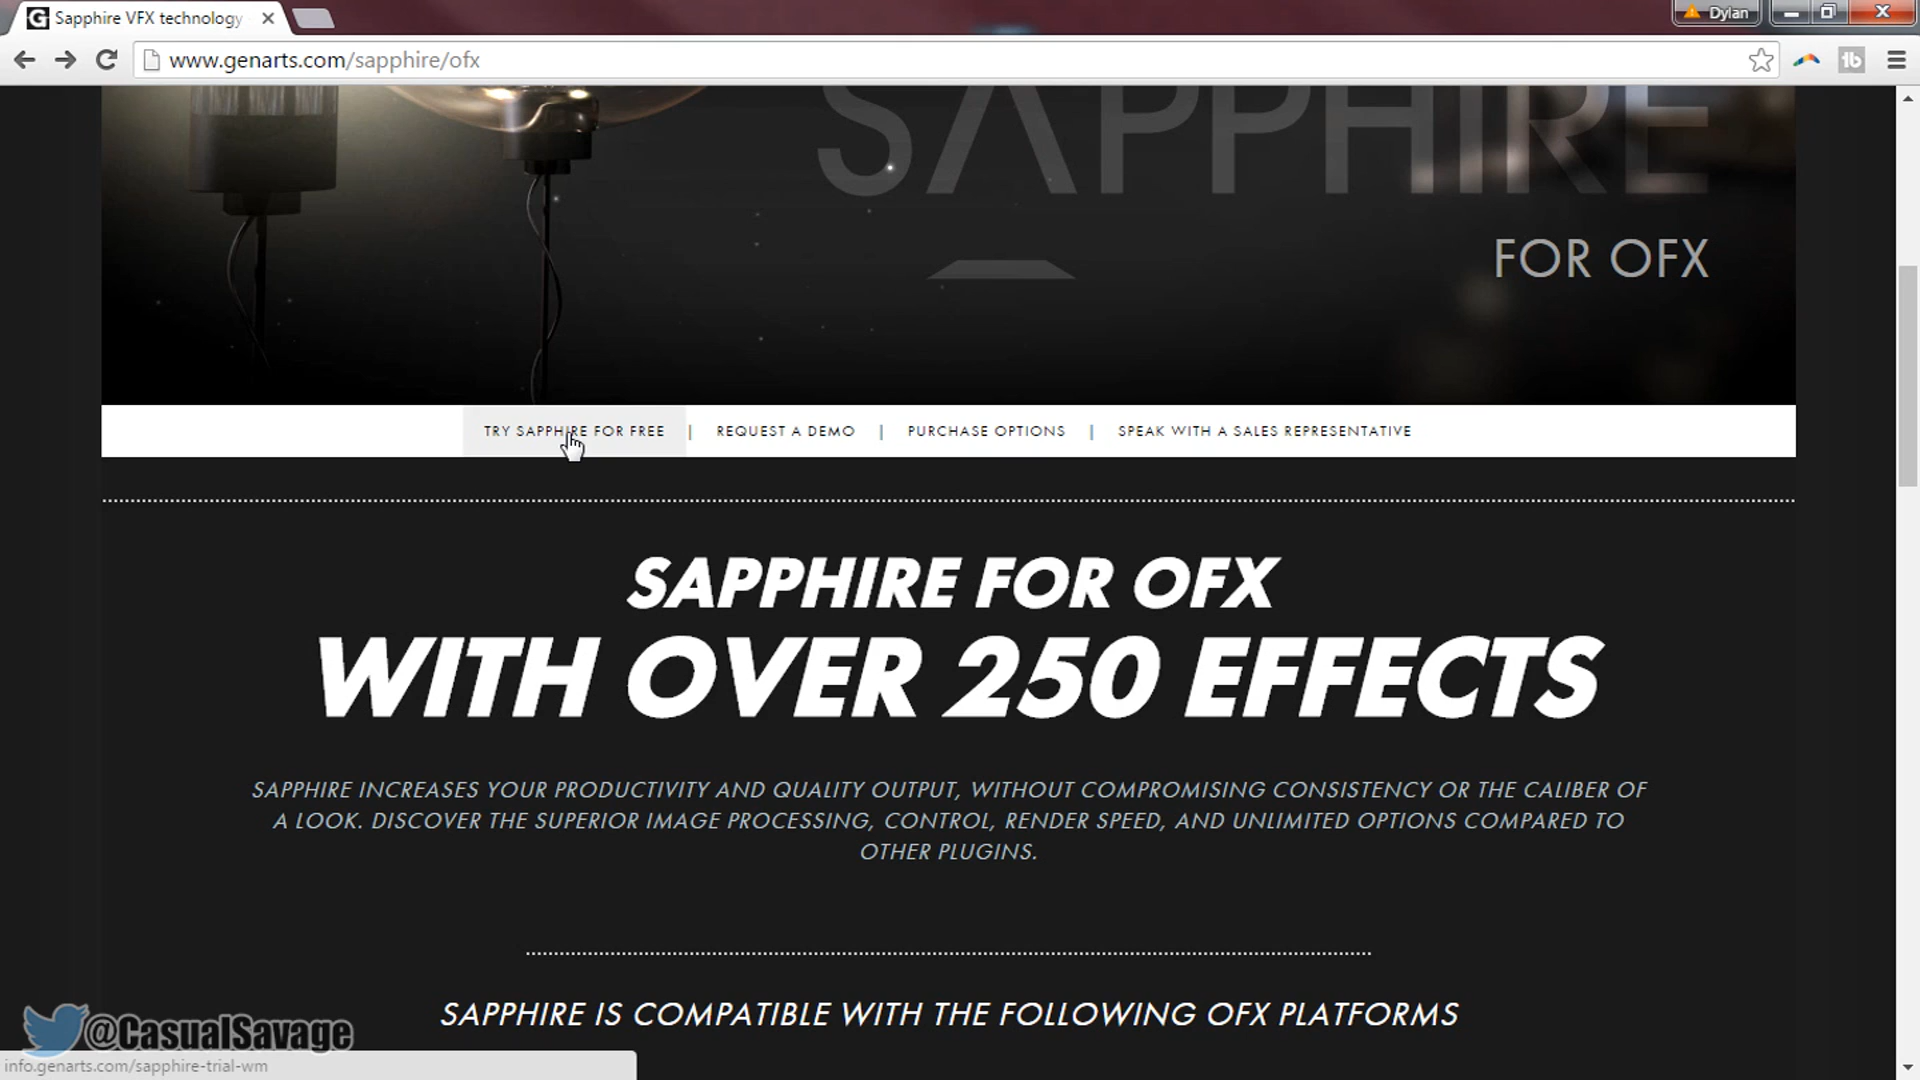 Sapphire VFX technology
Dylan
www.genarts.com/sapphire/ofx
SAPPHIRE
FOR OFX
TRY SAPPHIRE FOR FREE | REQUEST A DEMO | PURCHASE OPTIONS | SPEAK WITH A SALES REPRESENTATIVE
SAPPHIRE FOR OFX
WITH OVER 250 EFFECTS
SAPPHIRE INCREASES YOUR PRODUCTIVITY AND QUALITY OUTPUT, WITHOUT COMPROMISING CONSISTENCY OR THE CALIBER OF
A LOOK. DISCOVER THE SUPERIOR IMAGE PROCESSING, CONTROL, RENDER SPEED, AND UNLIMITED OPTIONS COMPARED TO
OTHER PLUGINS.
SAPPHIRE IS COMPATIBLE WITH THE FOLLOWING OFX PLATFORMS
@CasualSavage
info.genarts.com/sapphire-trial-wm